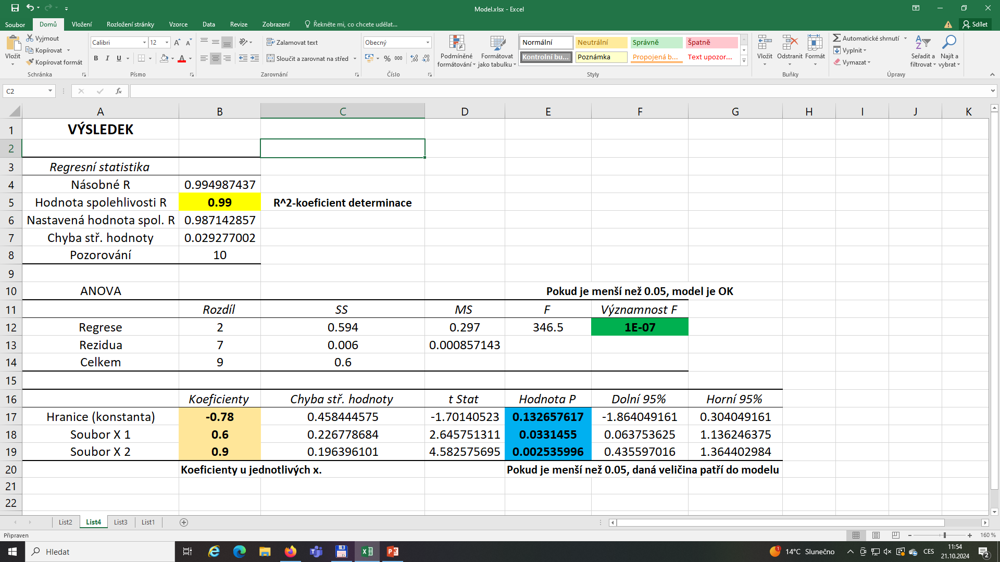 Model.xlsx - Excel
Soubor Domů Vložení Rozložení stránky Vzorce Data Revize Zobrazení Řekněte mi, co chcete udělat... Sdílet
Vložit
Vyjmout
Kopírovat
Kopírovat formát
Schránka
Calibri 12
B I U
Písmo
Zalamovat text
Sloučit a zarovnat na střed
Zarovnání
Obecný
% 000
Číslo
Podmíněné formátování
Formátovat jako tabulku
Normální Neutrální Správně Špatně
Kontrolní bu... Poznámka Propojená b... Text upozor...
Styly
Vložit Odstranit Formát
Buňky
Automatické shrnutí
Vyplnit
Vymazat
Seřadit a filtrovat
Najít a vybrat
Úpravy
C2 fx
A B C D E F G H I J K
1 VÝSLEDEK
2
3 Regresní statistika
4 Násobné R 0.994987437
5 Hodnota spolehlivosti R 0.99 R^2-koeficient determinace
6 Nastavená hodnota spol. R 0.987142857
7 Chyba stř. hodnoty 0.029277002
8 Pozorování 10
9
10 ANOVA Pokud je menší než 0.05, model je OK
11 Rozdíl SS MS F Významnost F
12 Regrese 2 0.594 0.297 346.5 1E-07
13 Rezidua 7 0.006 0.000857143
14 Celkem 9 0.6
15
16 Koeficienty Chyba stř. hodnoty t Stat Hodnota P Dolní 95% Horní 95%
17 Hranice (konstanta) -0.78 0.458444575 -1.70140523 0.132657617 -1.864049161 0.304049161
18 Soubor X 1 0.6 0.226778684 2.645751311 0.0331455 0.063753625 1.136246375
19 Soubor X 2 0.9 0.196396101 4.582575695 0.002535996 0.435597016 1.364402984
20 Koeficienty u jednotlivých x. Pokud je menší než 0.05, daná veličina patří do modelu
21
22
List2 List4 List3 List1
Připraven 160 %
Hledat 14°C Slunečno CES 11:54
21.10.2024 2